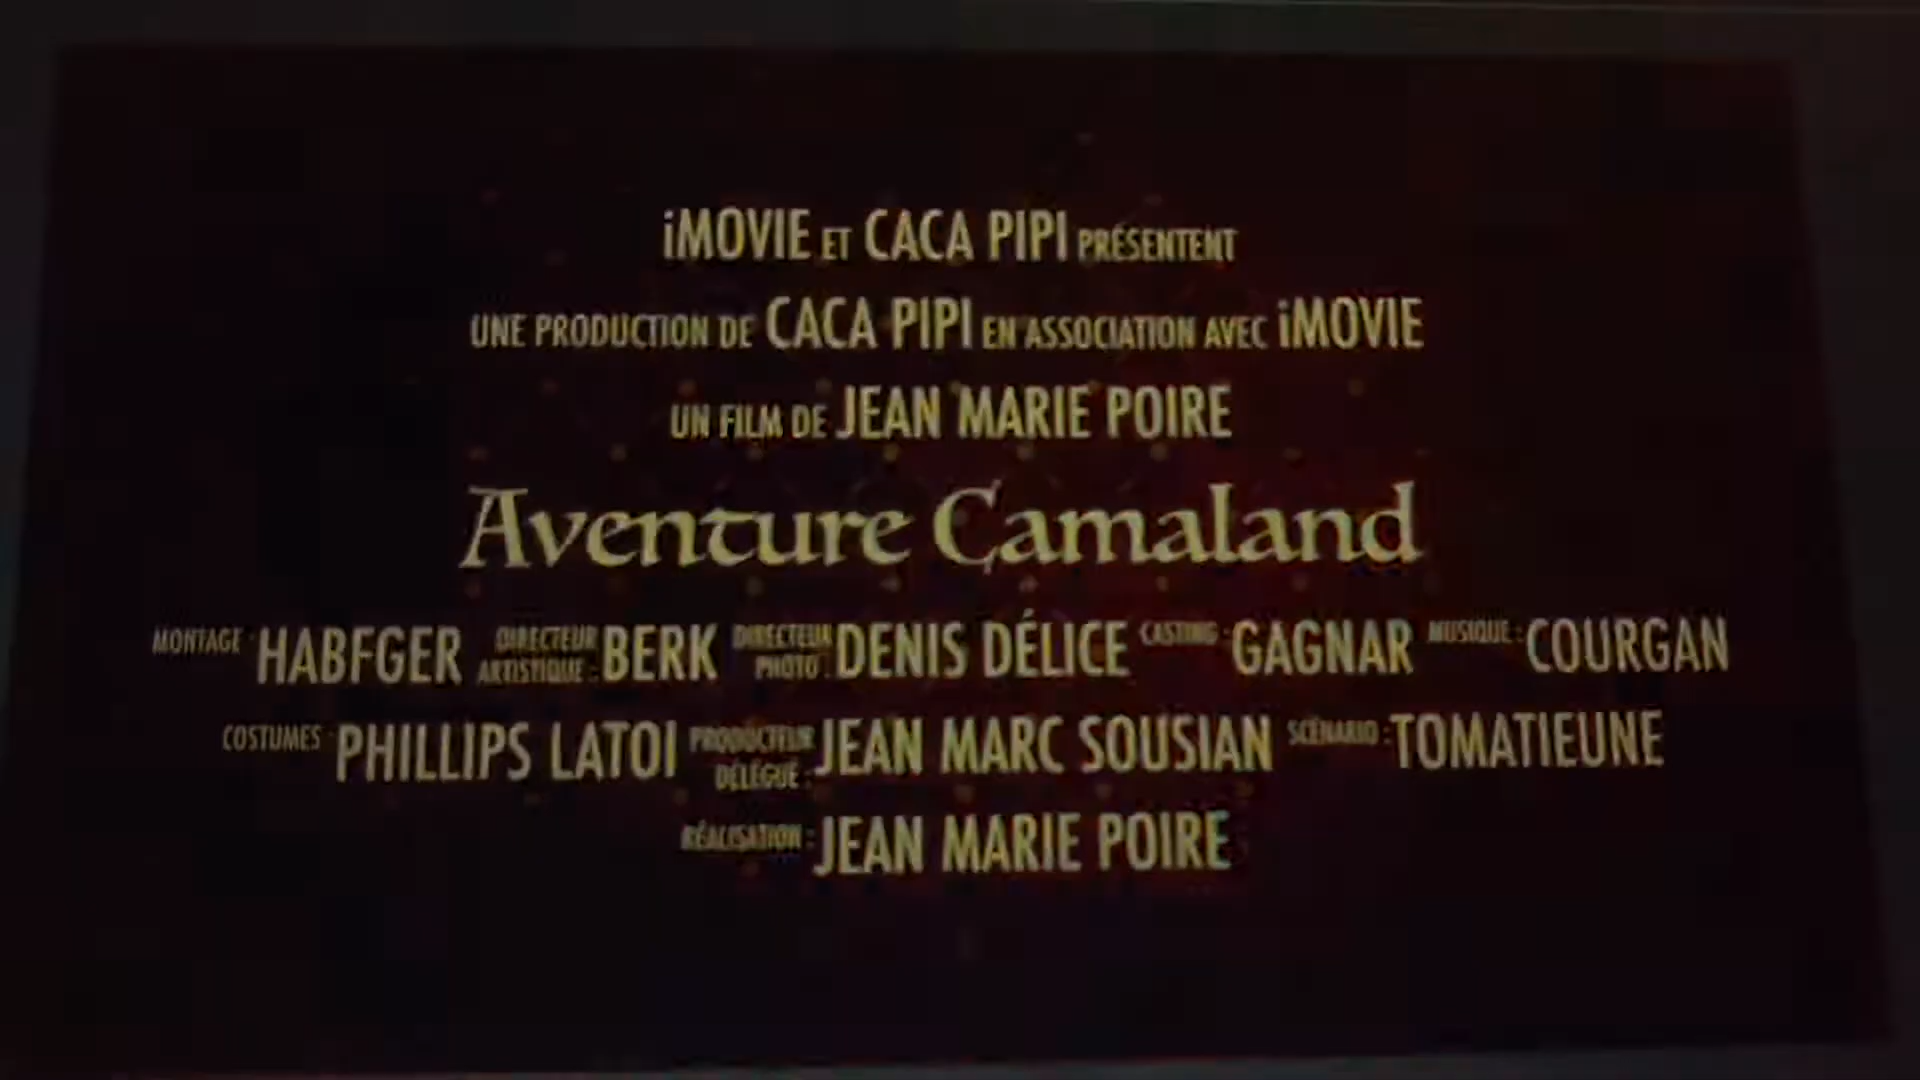 iMOVIE ET CACA PIPI PRÉSENTENT
UNE PRODUCTION DE CACA PIPI EN ASSOCIATION AVEC iMOVIE
UN FILM DE JEAN MARIE POIRE
Aventure Camaland
MONTAGE : HABFGER DIRECTEUR ARTISTIQUE : BERK DIRECTEUR PHOTO : DENIS DÉLICE CASTING : GAGNAR MUSIQUE : COURGAN
COSTUMES : PHILLIPS LATOI PRODUCTEUR DÉLÉGUÉ : JEAN MARC SOUSIAN SCÉNARIO : TOMATIEUNE
RÉALISATION : JEAN MARIE POIRE